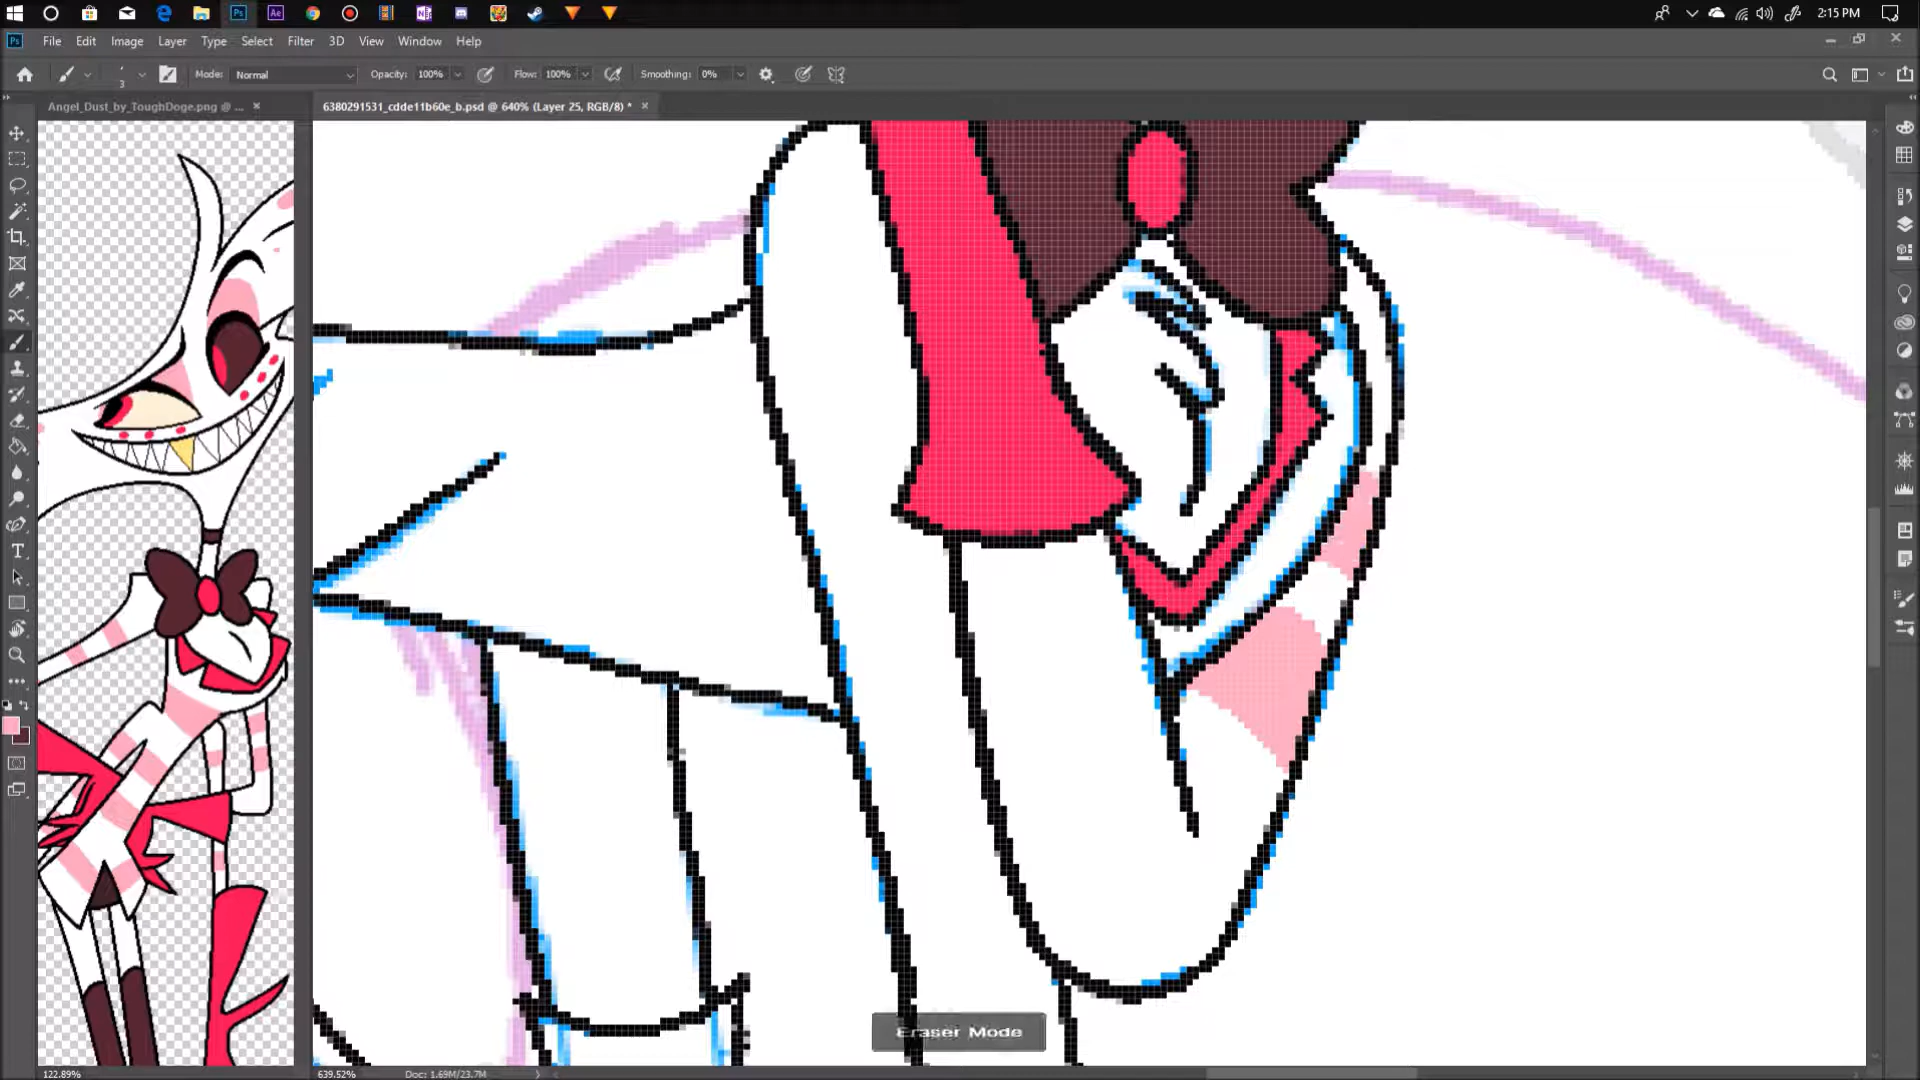 2:15 PM
File Edit Image Layer Type Select Filter 3D View Window Help
3 Mode: Normal Opacity: 100% Flow: 100% Smoothing: 0%
Angel_Dust_by_ToughDoge.png @ ... × 6380291531_cdde11b60e_b.psd @ 640% (Layer 25, RGB/8) * ×
Eraser Mode
122.89% 639.52% Doc: 1.69M/23.7M